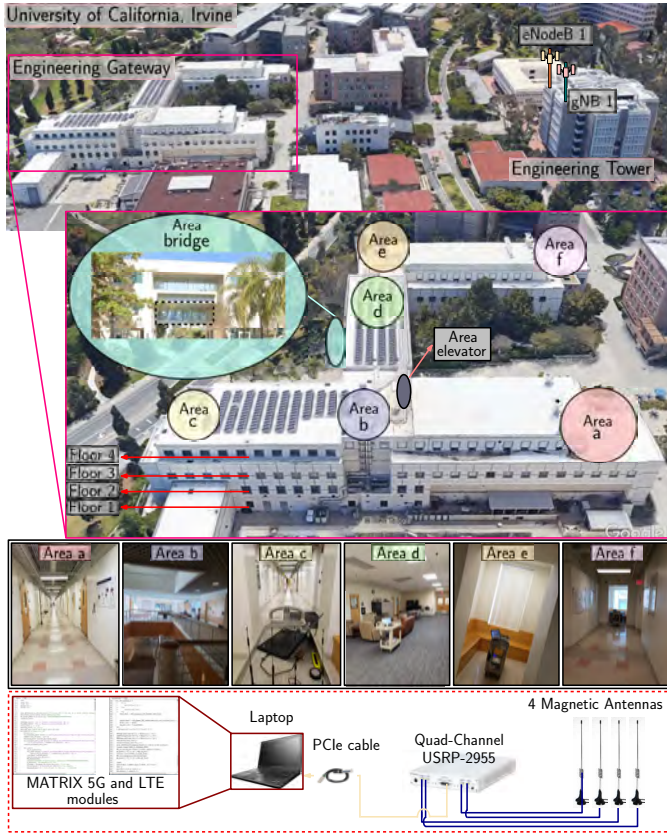 University of California, Irvine
eNodeB 1
Engineering Gateway
gNB 1
Engineering Tower
Area
bridge
Area
e
Area
f
Area
d
Area
elevator
Area
c
Area
b
Area
a
Floor 4
Floor 3
Floor 2
Floor 1
Google
Area a
Area b
Area c
Area d
Area e
Area f
4 Magnetic Antennas
Laptop
PCIe cable
Quad-Channel
USRP-2955
MATRIX 5G and LTE
modules